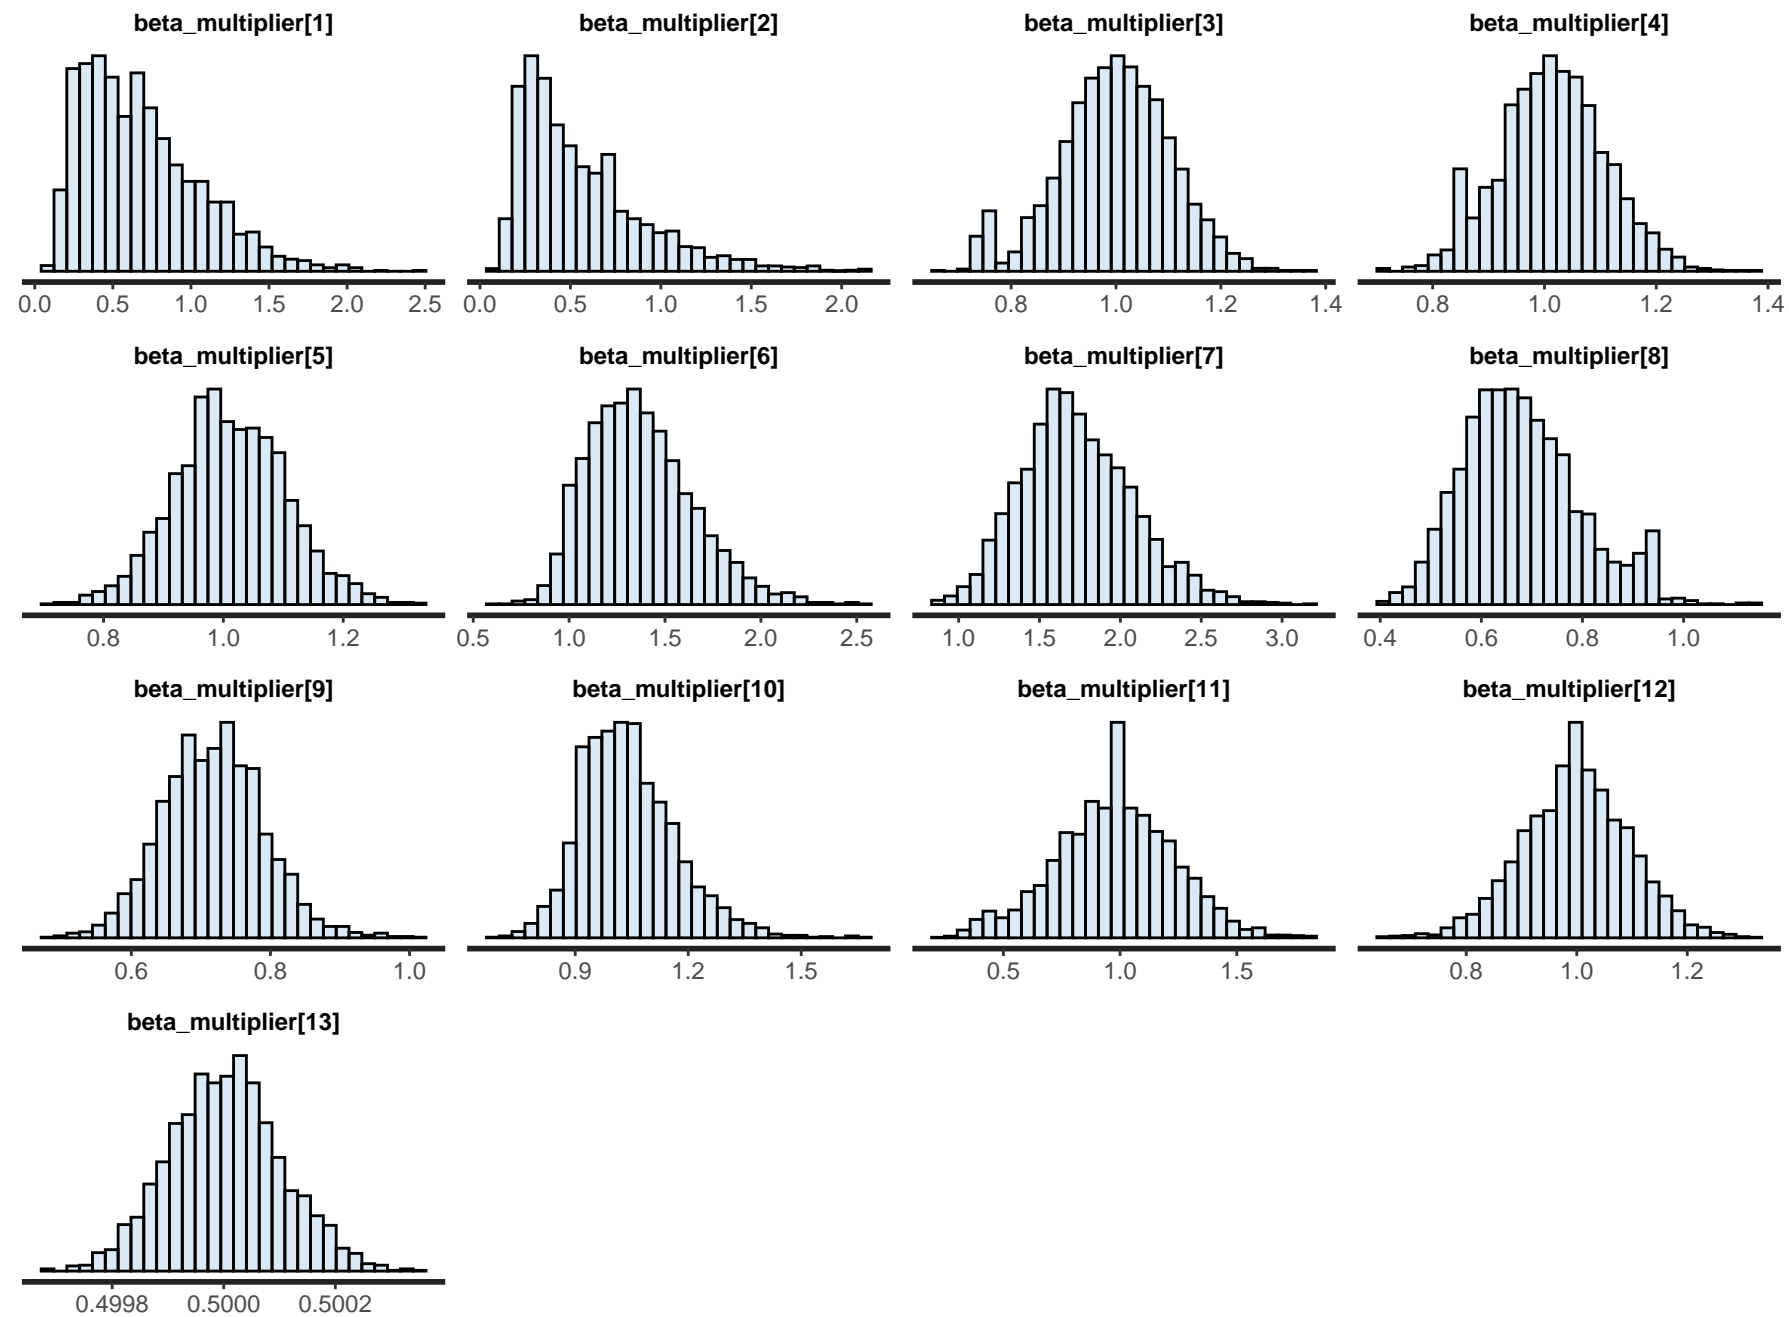 beta_multiplier[1] beta_multiplier[2] beta_multiplier[3] beta_multiplier[4]
0.0 0.5 1.0 1.5 2.0 2.5 0.0 0.5 1.0 1.5 2.0 0.8 1.0 1.2 1.4 0.8 1.0 1.2 1.4
beta_multiplier[5] beta_multiplier[6] beta_multiplier[7] beta_multiplier[8]
0.8 1.0 1.2 0.5 1.0 1.5 2.0 2.5 1.0 1.5 2.0 2.5 3.0 0.4 0.6 0.8 1.0
beta_multiplier[9] beta_multiplier[10] beta_multiplier[11] beta_multiplier[12]
0.6 0.8 1.0 0.9 1.2 1.5 0.5 1.0 1.5 0.8 1.0 1.2
beta_multiplier[13]
0.4998 0.5000 0.5002